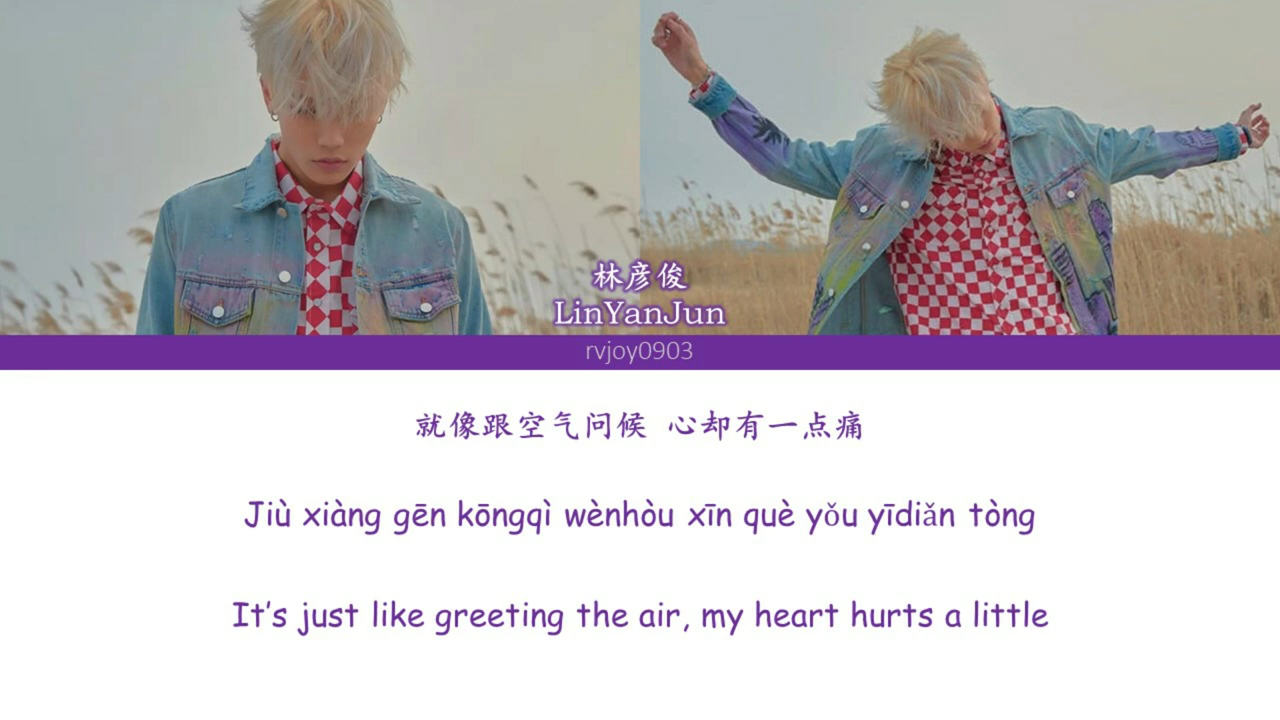 林彦俊
LinYanJun
rvjoy0903
就像跟空气问候 心却有一点痛
Jiù xiàng gēn kōngqì wènhòu xīn què yǒu yīdiǎn tòng
It's just like greeting the air, my heart hurts a little